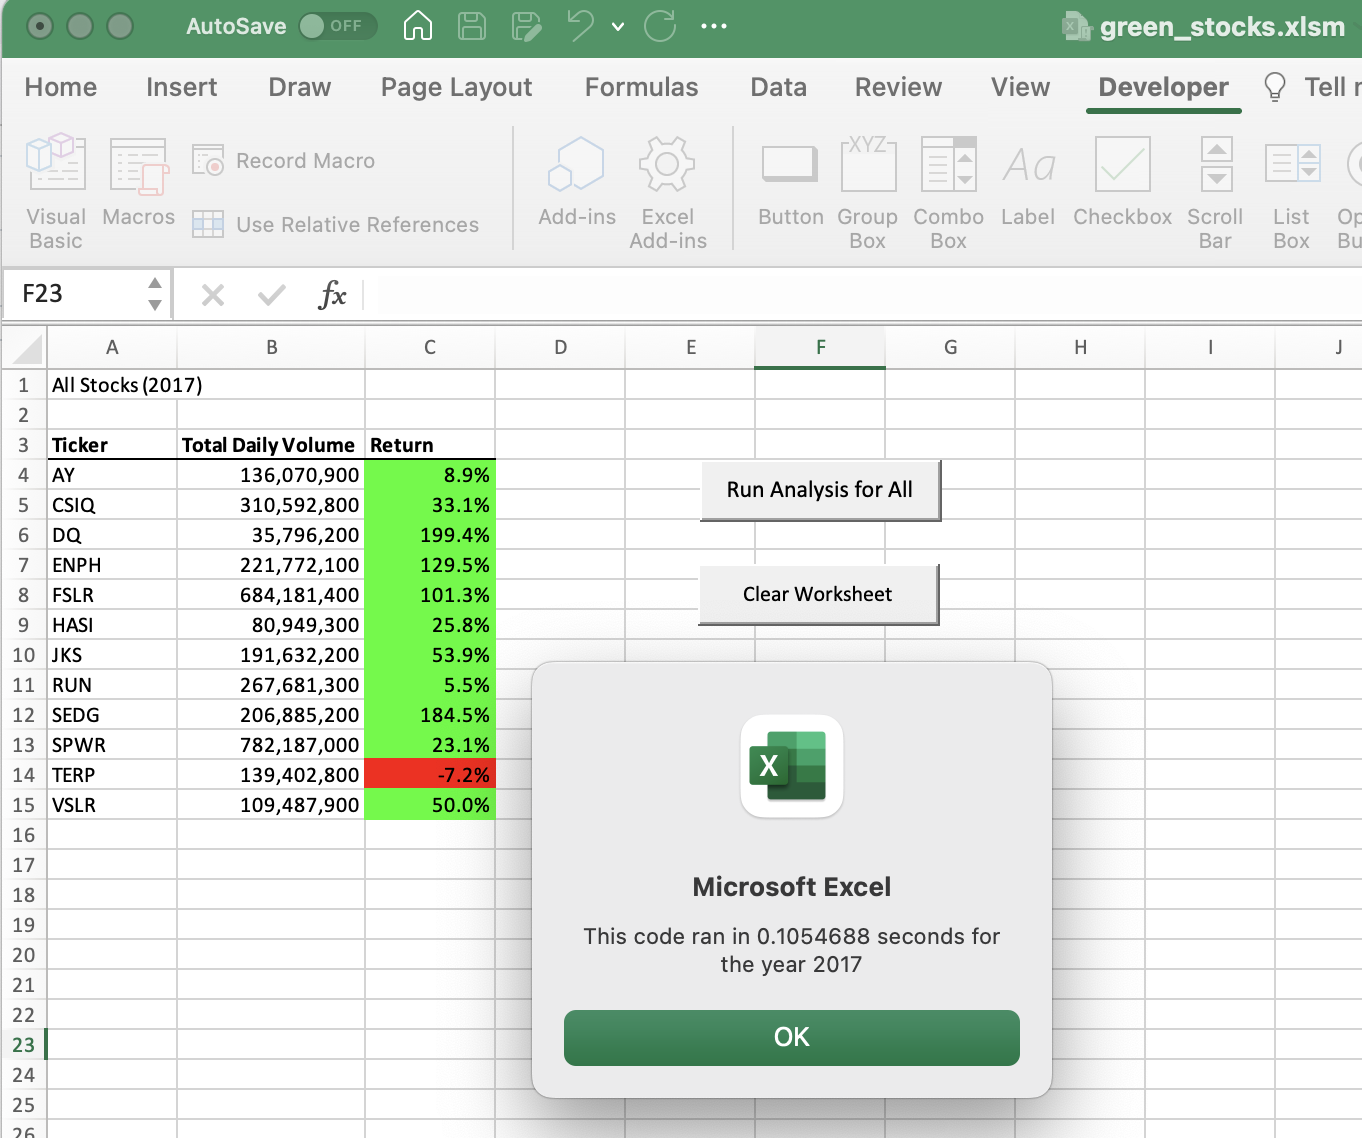 AutoSave OFF green_stocks.xlsm
Home Insert Draw Page Layout Formulas Data Review View Developer Tell
Visual Basic
Macros
Record Macro
Use Relative References
Add-ins
Excel Add-ins
Button
XYZ
Group Box
Combo Box
Aa
Label
Checkbox
Scroll Bar
List Box
F23 fx
A B C D E F G H I J
1 All Stocks (2017)
2
3 Ticker Total Daily Volume Return
4 AY 136,070,900 8.9%
5 CSIQ 310,592,800 33.1%
6 DQ 35,796,200 199.4%
7 ENPH 221,772,100 129.5%
8 FSLR 684,181,400 101.3%
9 HASI 80,949,300 25.8%
10 JKS 191,632,200 53.9%
11 RUN 267,681,300 5.5%
12 SEDG 206,885,200 184.5%
13 SPWR 782,187,000 23.1%
14 TERP 139,402,800 -7.2%
15 VSLR 109,487,900 50.0%
16
17
18
19
20
21
22
23
24
25
26
Run Analysis for All
Clear Worksheet
X
Microsoft Excel
This code ran in 0.1054688 seconds for
the year 2017
OK